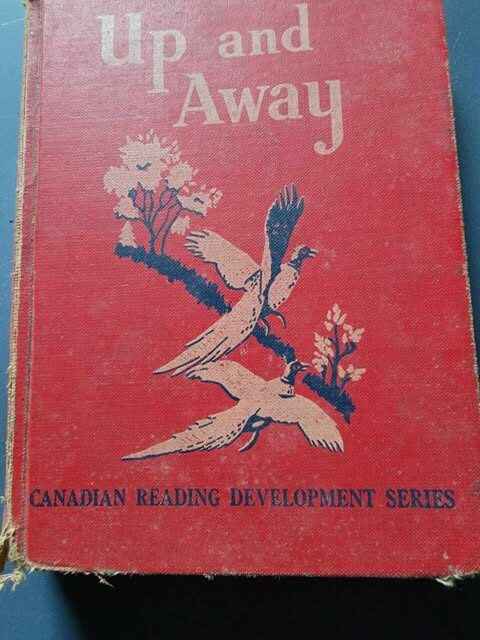 Up and
Away
CANADIAN READING DEVELOPMENT SERIES